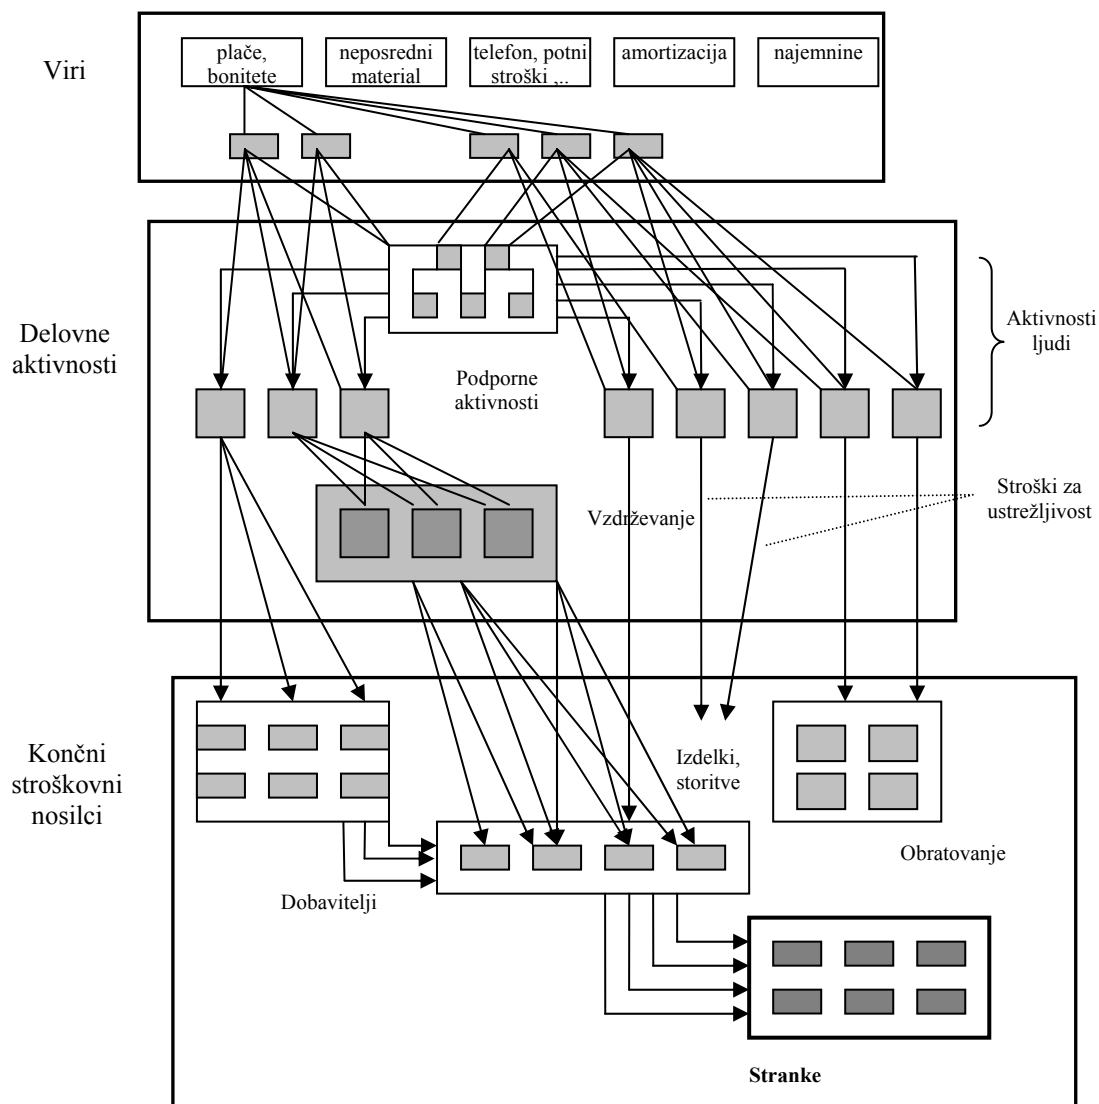 Viri
plače,
bonitete
neposredni
material
telefon, potni
stroški ,..
amortizacija
najemnine
Delovne
aktivnosti
Aktivnosti
ljudi
Podporne
aktivnosti
Vzdrževanje
Stroški za
ustrežljivost
Končni
stroškovni
nosilci
Izdelki,
storitve
Obratovanje
Dobavitelji
Stranke